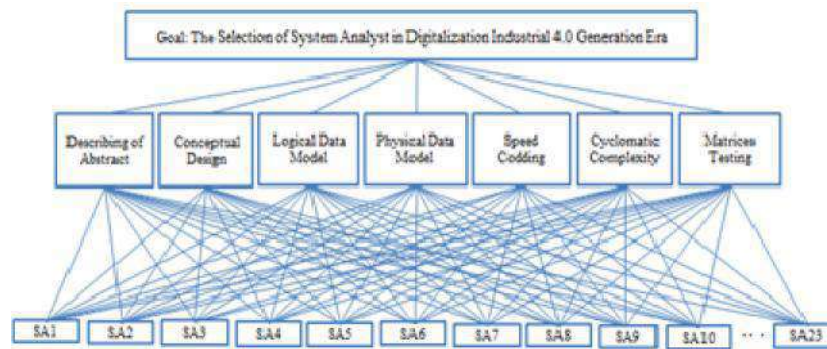 Goal: The Selection of System Analyst in Digitalization Industrial 4.0 Generation Era
Describing of
Abstract
Conceptual
Design
Logical Data
Model
Physical Data
Model
Speed
Codding
Cyclomatic
Complexity
Matrices
Testing
SA1
SA2
SA3
SA4
SA5
SA6
SA7
SA8
SA9
SA10
...
SA23